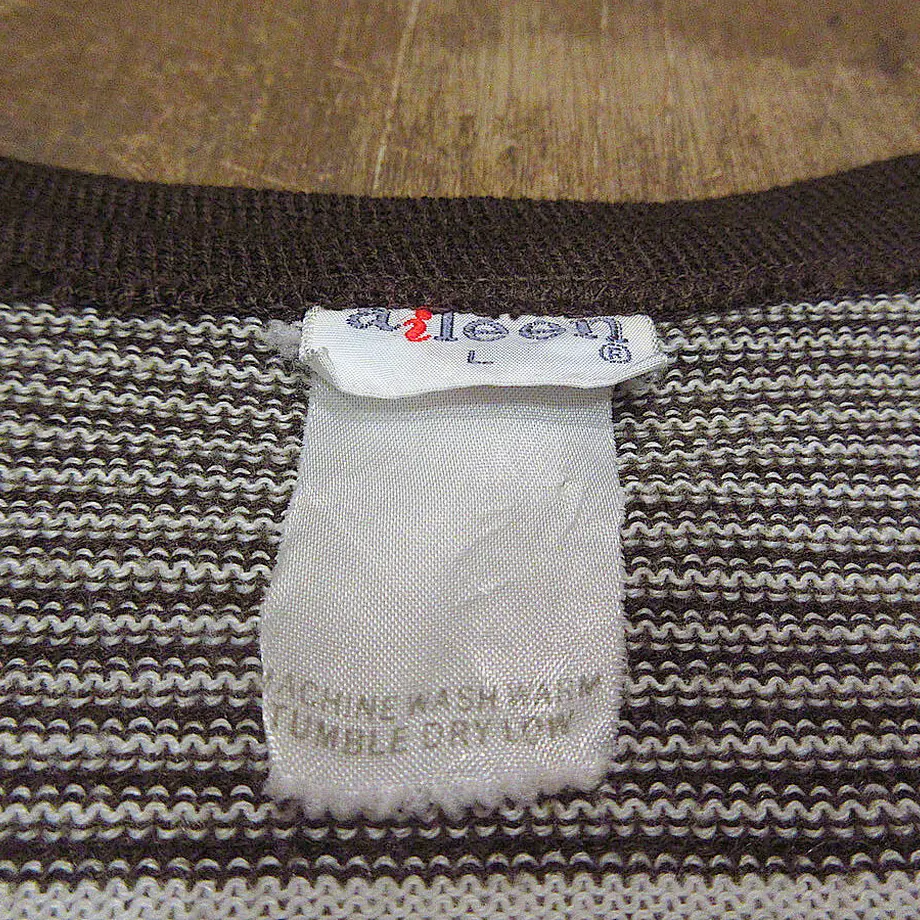 aileen
L ®
MACHINE WASH WARM
TUMBLE DRY LOW